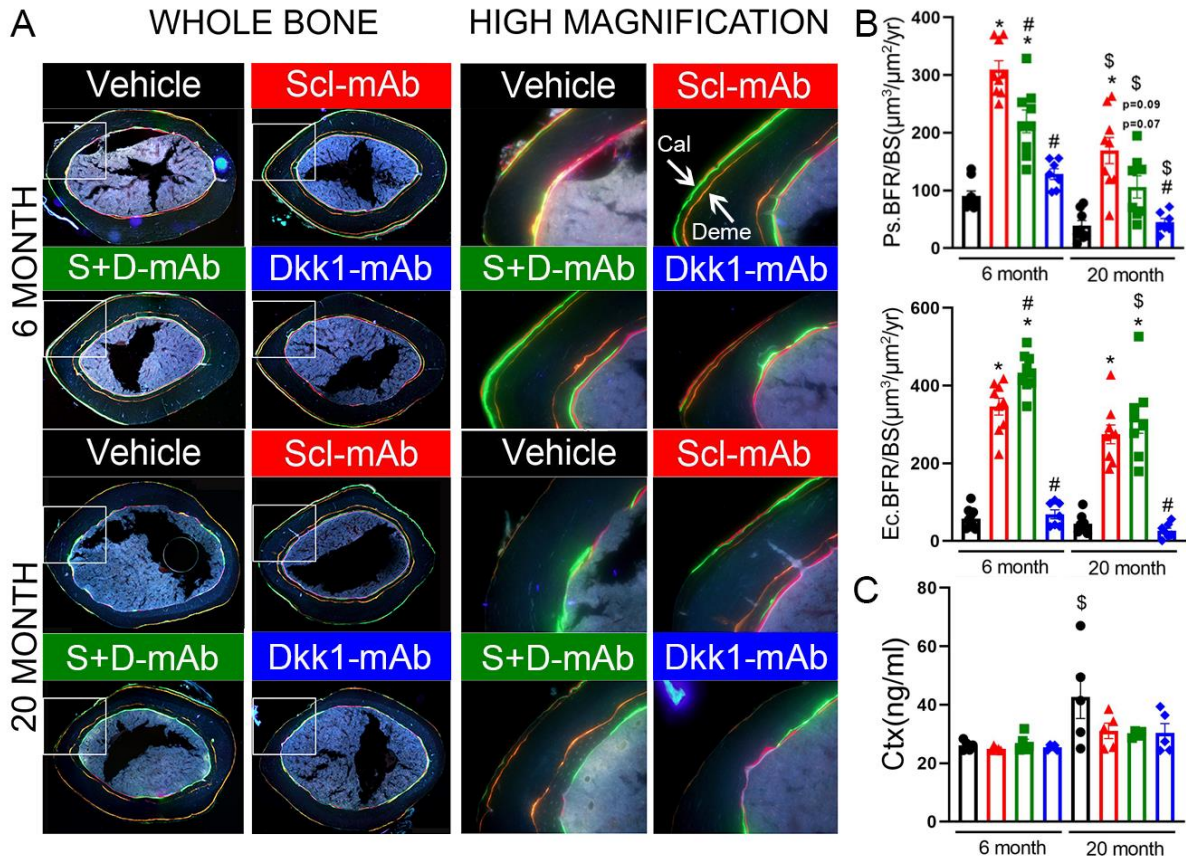 A
WHOLE BONE
HIGH MAGNIFICATION
6 MONTH
Vehicle
Scl-mAb
Vehicle
Scl-mAb
Cal
Deme
S+D-mAb
Dkk1-mAb
S+D-mAb
Dkk1-mAb
20 MONTH
Vehicle
Scl-mAb
Vehicle
Scl-mAb
S+D-mAb
Dkk1-mAb
S+D-mAb
Dkk1-mAb
B
Ps.BFR/BS(µm³/µm²/yr)
400
300
200
100
0
*
#
*
#
$
*
$
p=0.09
p=0.07
$
#
6 month
20 month
Ec.BFR/BS(µm³/µm²/yr)
600
400
200
0
*
#
*
#
*
$
*
#
6 month
20 month
C
Ctx(ng/ml)
80
60
40
20
0
$
6 month
20 month